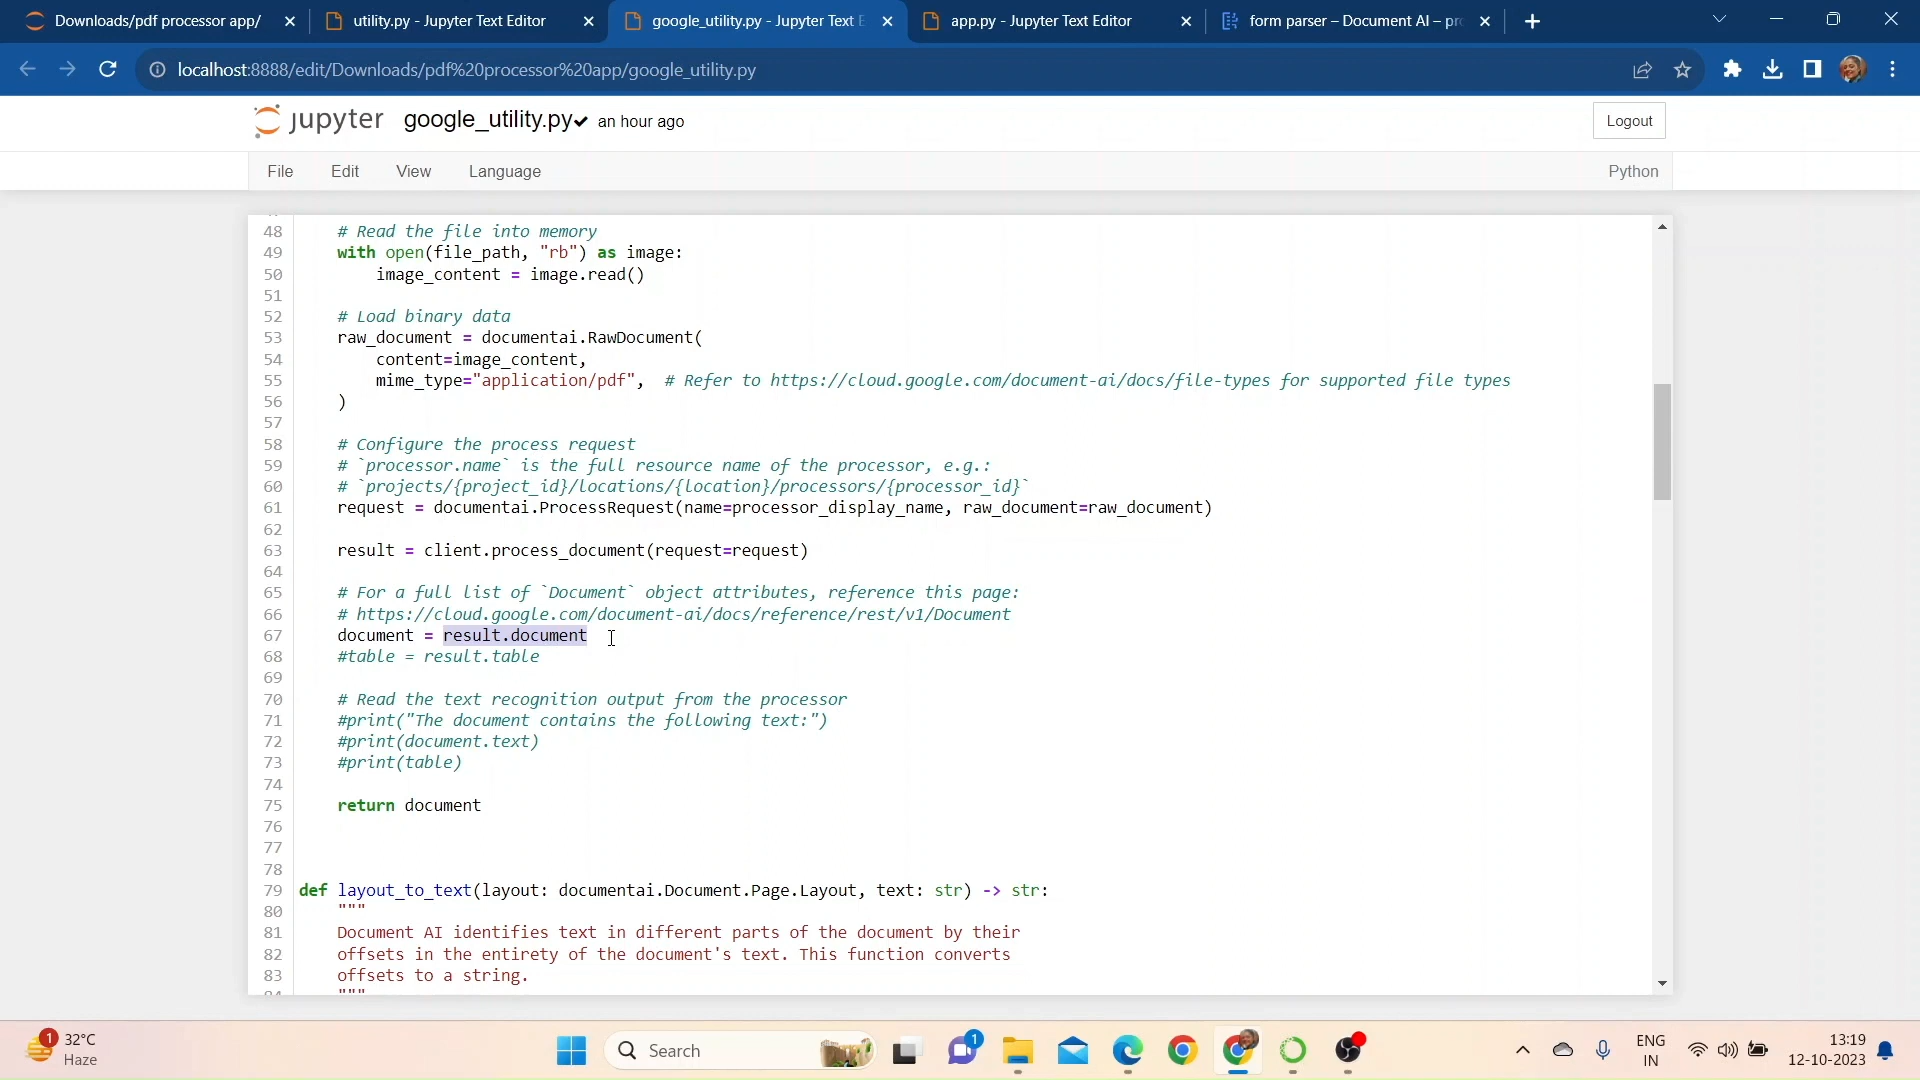 Downloads/pdf processor app/
utility.py - Jupyter Text Editor
google_utility.py - Jupyter Text E
app.py - Jupyter Text Editor
form parser – Document AI – pr
localhost:8888/edit/Downloads/pdf%20processor%20app/google_utility.py
jupyter google_utility.py✔ an hour ago
Logout
File Edit View Language
Python
48 # Read the file into memory
49 with open(file_path, "rb") as image:
50 image_content = image.read()
51
52 # Load binary data
53 raw_document = documentai.RawDocument(
54 content=image_content,
55 mime_type="application/pdf", # Refer to https://cloud.google.com/document-ai/docs/file-types for supported file types
56 )
57
58 # Configure the process request
59 # `processor.name` is the full resource name of the processor, e.g.:
60 # `projects/{project_id}/locations/{location}/processors/{processor_id}`
61 request = documentai.ProcessRequest(name=processor_display_name, raw_document=raw_document)
62
63 result = client.process_document(request=request)
64
65 # For a full list of `Document` object attributes, reference this page:
66 # https://cloud.google.com/document-ai/docs/reference/rest/v1/Document
67 document = result.document
68 #table = result.table
69
70 # Read the text recognition output from the processor
71 #print("The document contains the following text:")
72 #print(document.text)
73 #print(table)
74
75 return document
76
77
78
79 def layout_to_text(layout: documentai.Document.Page.Layout, text: str) -> str:
80 """
81 Document AI identifies text in different parts of the document by their
82 offsets in the entirety of the document's text. This function converts
83 offsets to a string.
84 """
1
32°C
Haze
Search
1
ENG
IN
13:19
12-10-2023